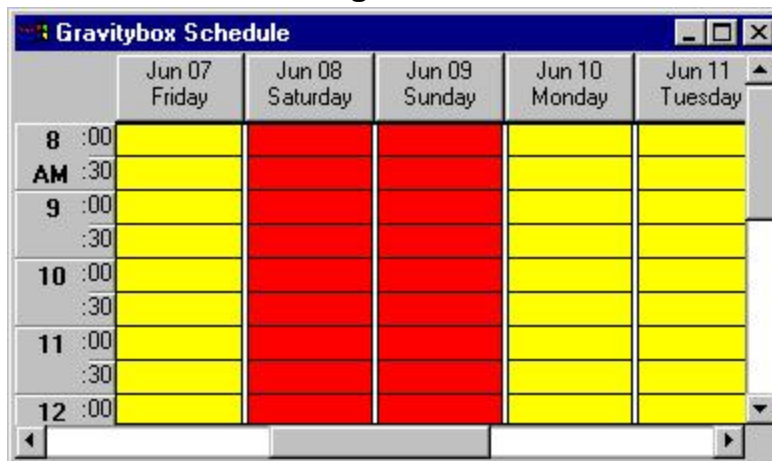 Gravitybox Schedule
Jun 07 Jun 08 Jun 09 Jun 10 Jun 11
Friday Saturday Sunday Monday Tuesday
8 :00
AM :30
9 :00
:30
10 :00
:30
11 :00
:30
12 :00